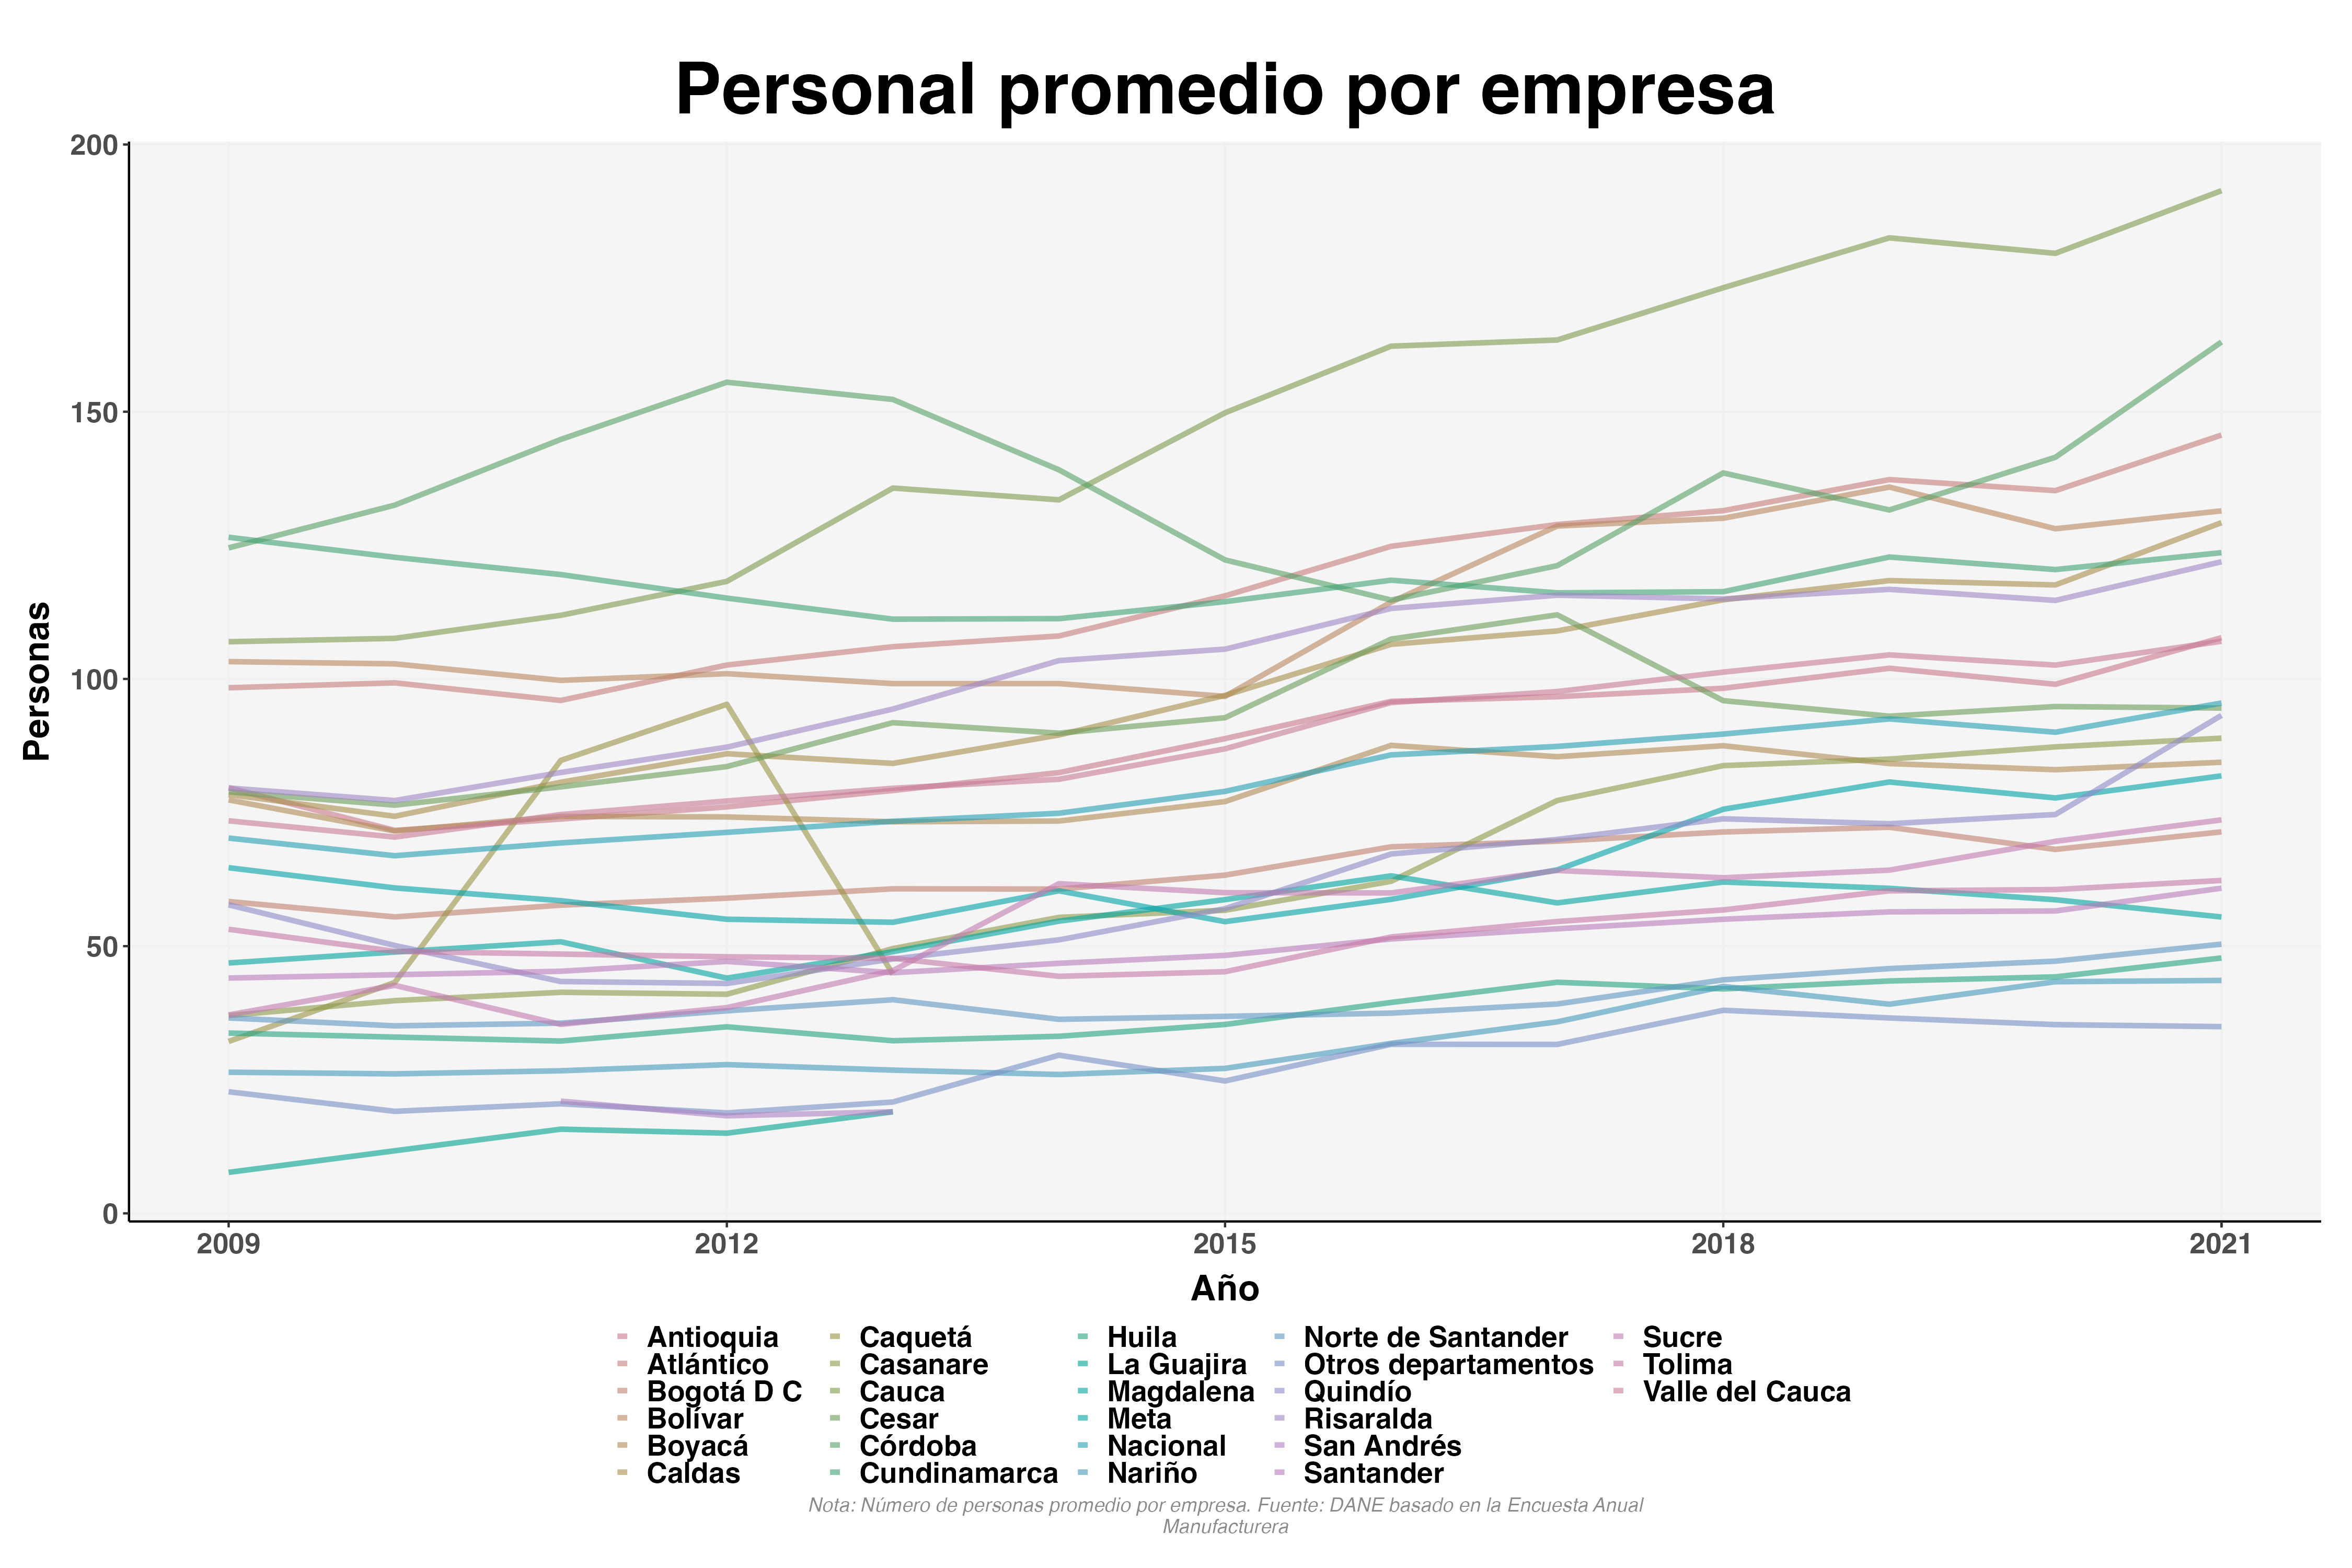 Personal promedio por empresa
200
150
100
50
0
Personas
2009 2012 2015 2018 2021
Año
Antioquia Caquetá Huila Norte de Santander Sucre
Atlántico Casanare La Guajira Otros departamentos Tolima
Bogotá D C Cauca Magdalena Quindío Valle del Cauca
Bolívar Cesar Meta Risaralda
Boyacá Córdoba Nacional San Andrés
Caldas Cundinamarca Nariño Santander
Nota: Número de personas promedio por empresa. Fuente: DANE basado en la Encuesta Anual
Manufacturera